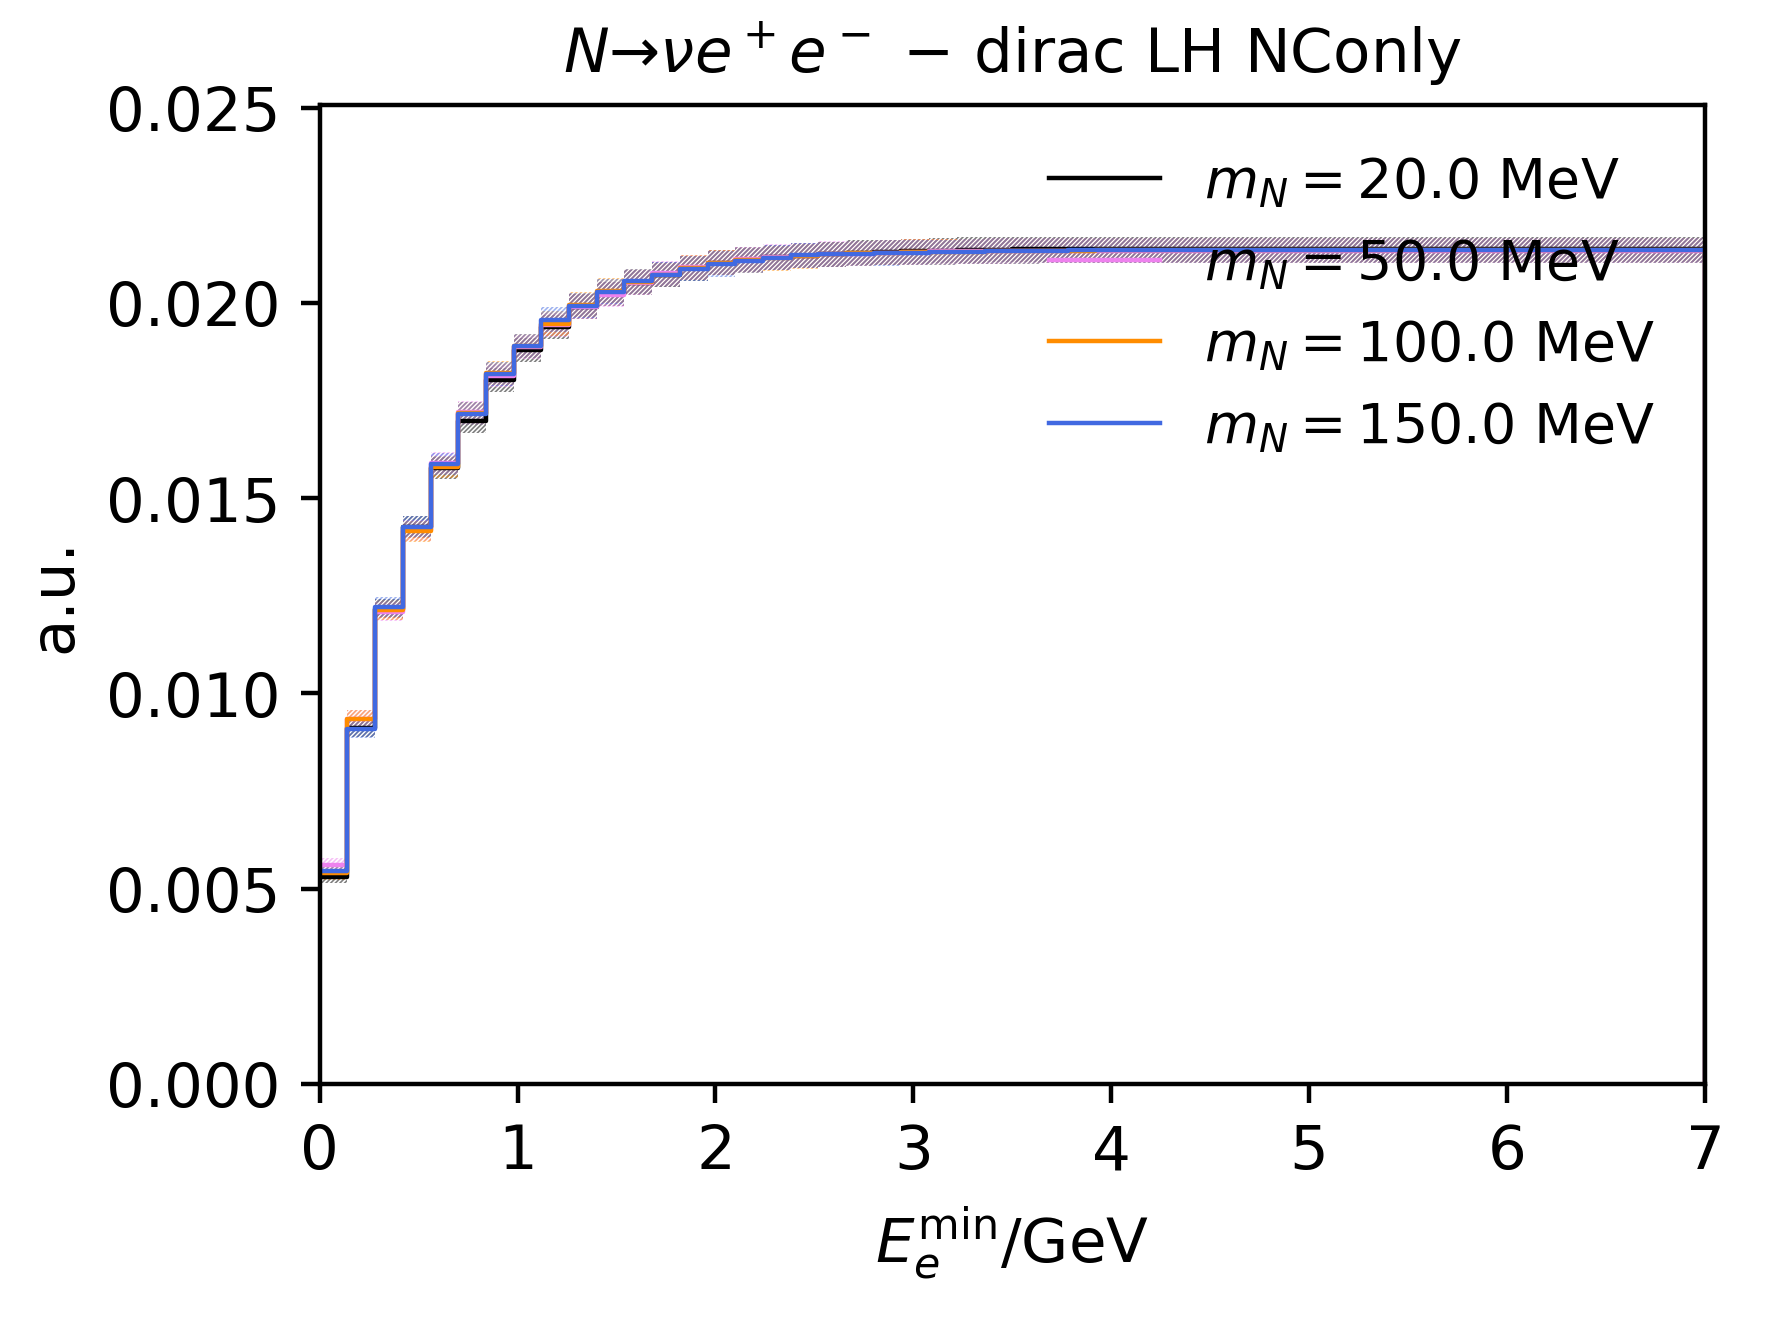 N→νe⁺e⁻ − dirac LH NConly
0.025
0.020
0.015
0.010
0.005
0.000
a.u.
m_N = 20.0 MeV
m_N = 50.0 MeV
m_N = 100.0 MeV
m_N = 150.0 MeV
0 1 2 3 4 5 6 7
E_e^min/GeV